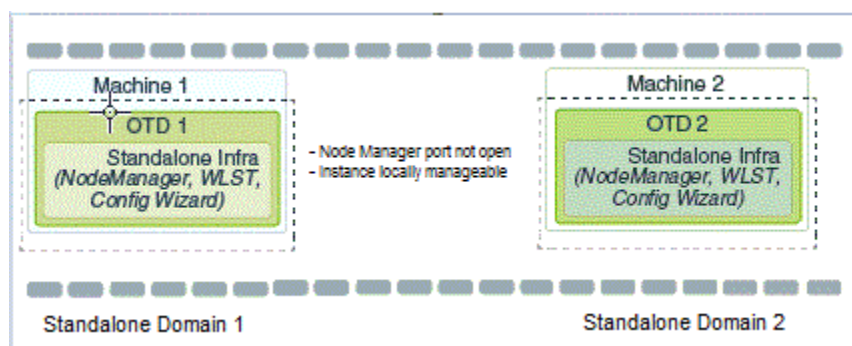 Machine 1
OTD 1
Standalone Infra
(NodeManager, WLST,
Config Wizard)
- Node Manager port not open
- Instance locally manageable
Machine 2
OTD 2
Standalone Infra
(NodeManager, WLST,
Config Wizard)
Standalone Domain 1
Standalone Domain 2